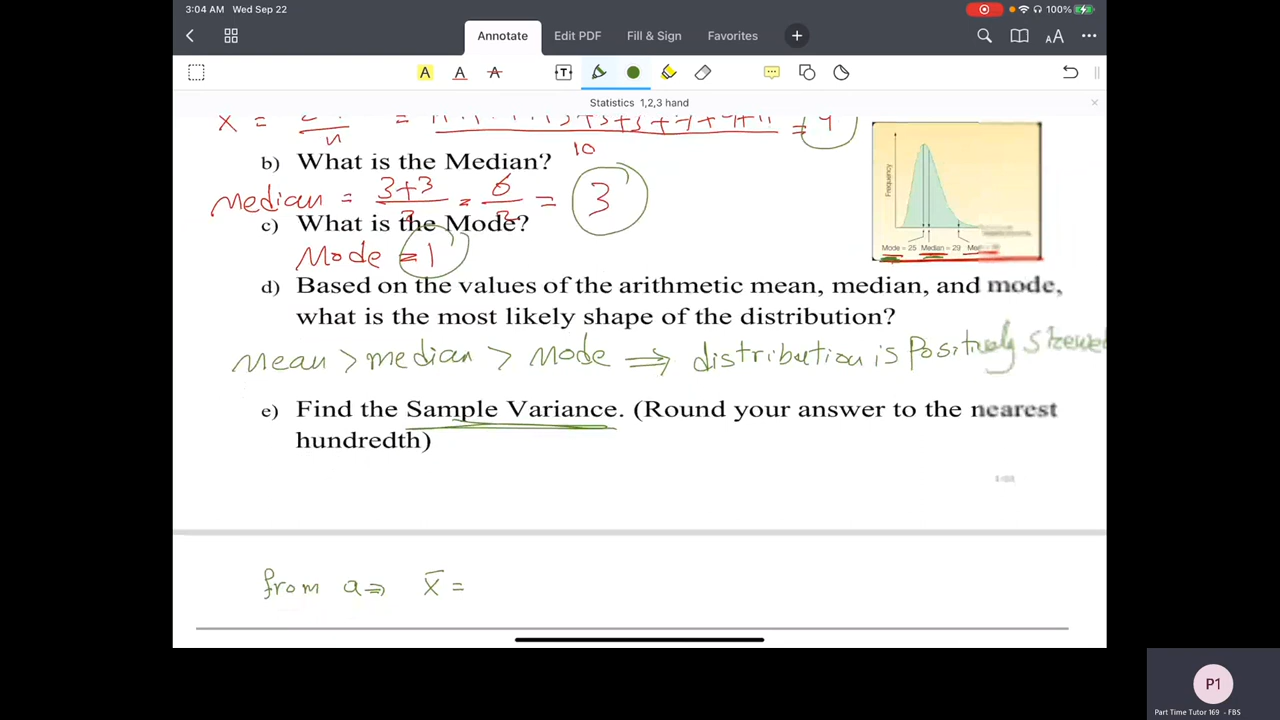 3:04 AM Wed Sep 22
100%
Annotate Edit PDF Fill & Sign Favorites
Statistics 1,2,3 hand
X = = =
n 10
b) What is the Median?
median = 3+3 = 6 = 3
2 2
c) What is the Mode?
Mode = 1
Frequency
Mode = 25 Median = 29
d) Based on the values of the arithmetic mean, median, and mode,
what is the most likely shape of the distribution?
Mean > median > Mode ⇒ distribution is Positively Skewed
e) Find the Sample Variance. (Round your answer to the nearest
hundredth)
from a ⇒ x̄ =
P1
Part Time Tutor 169 - FBS